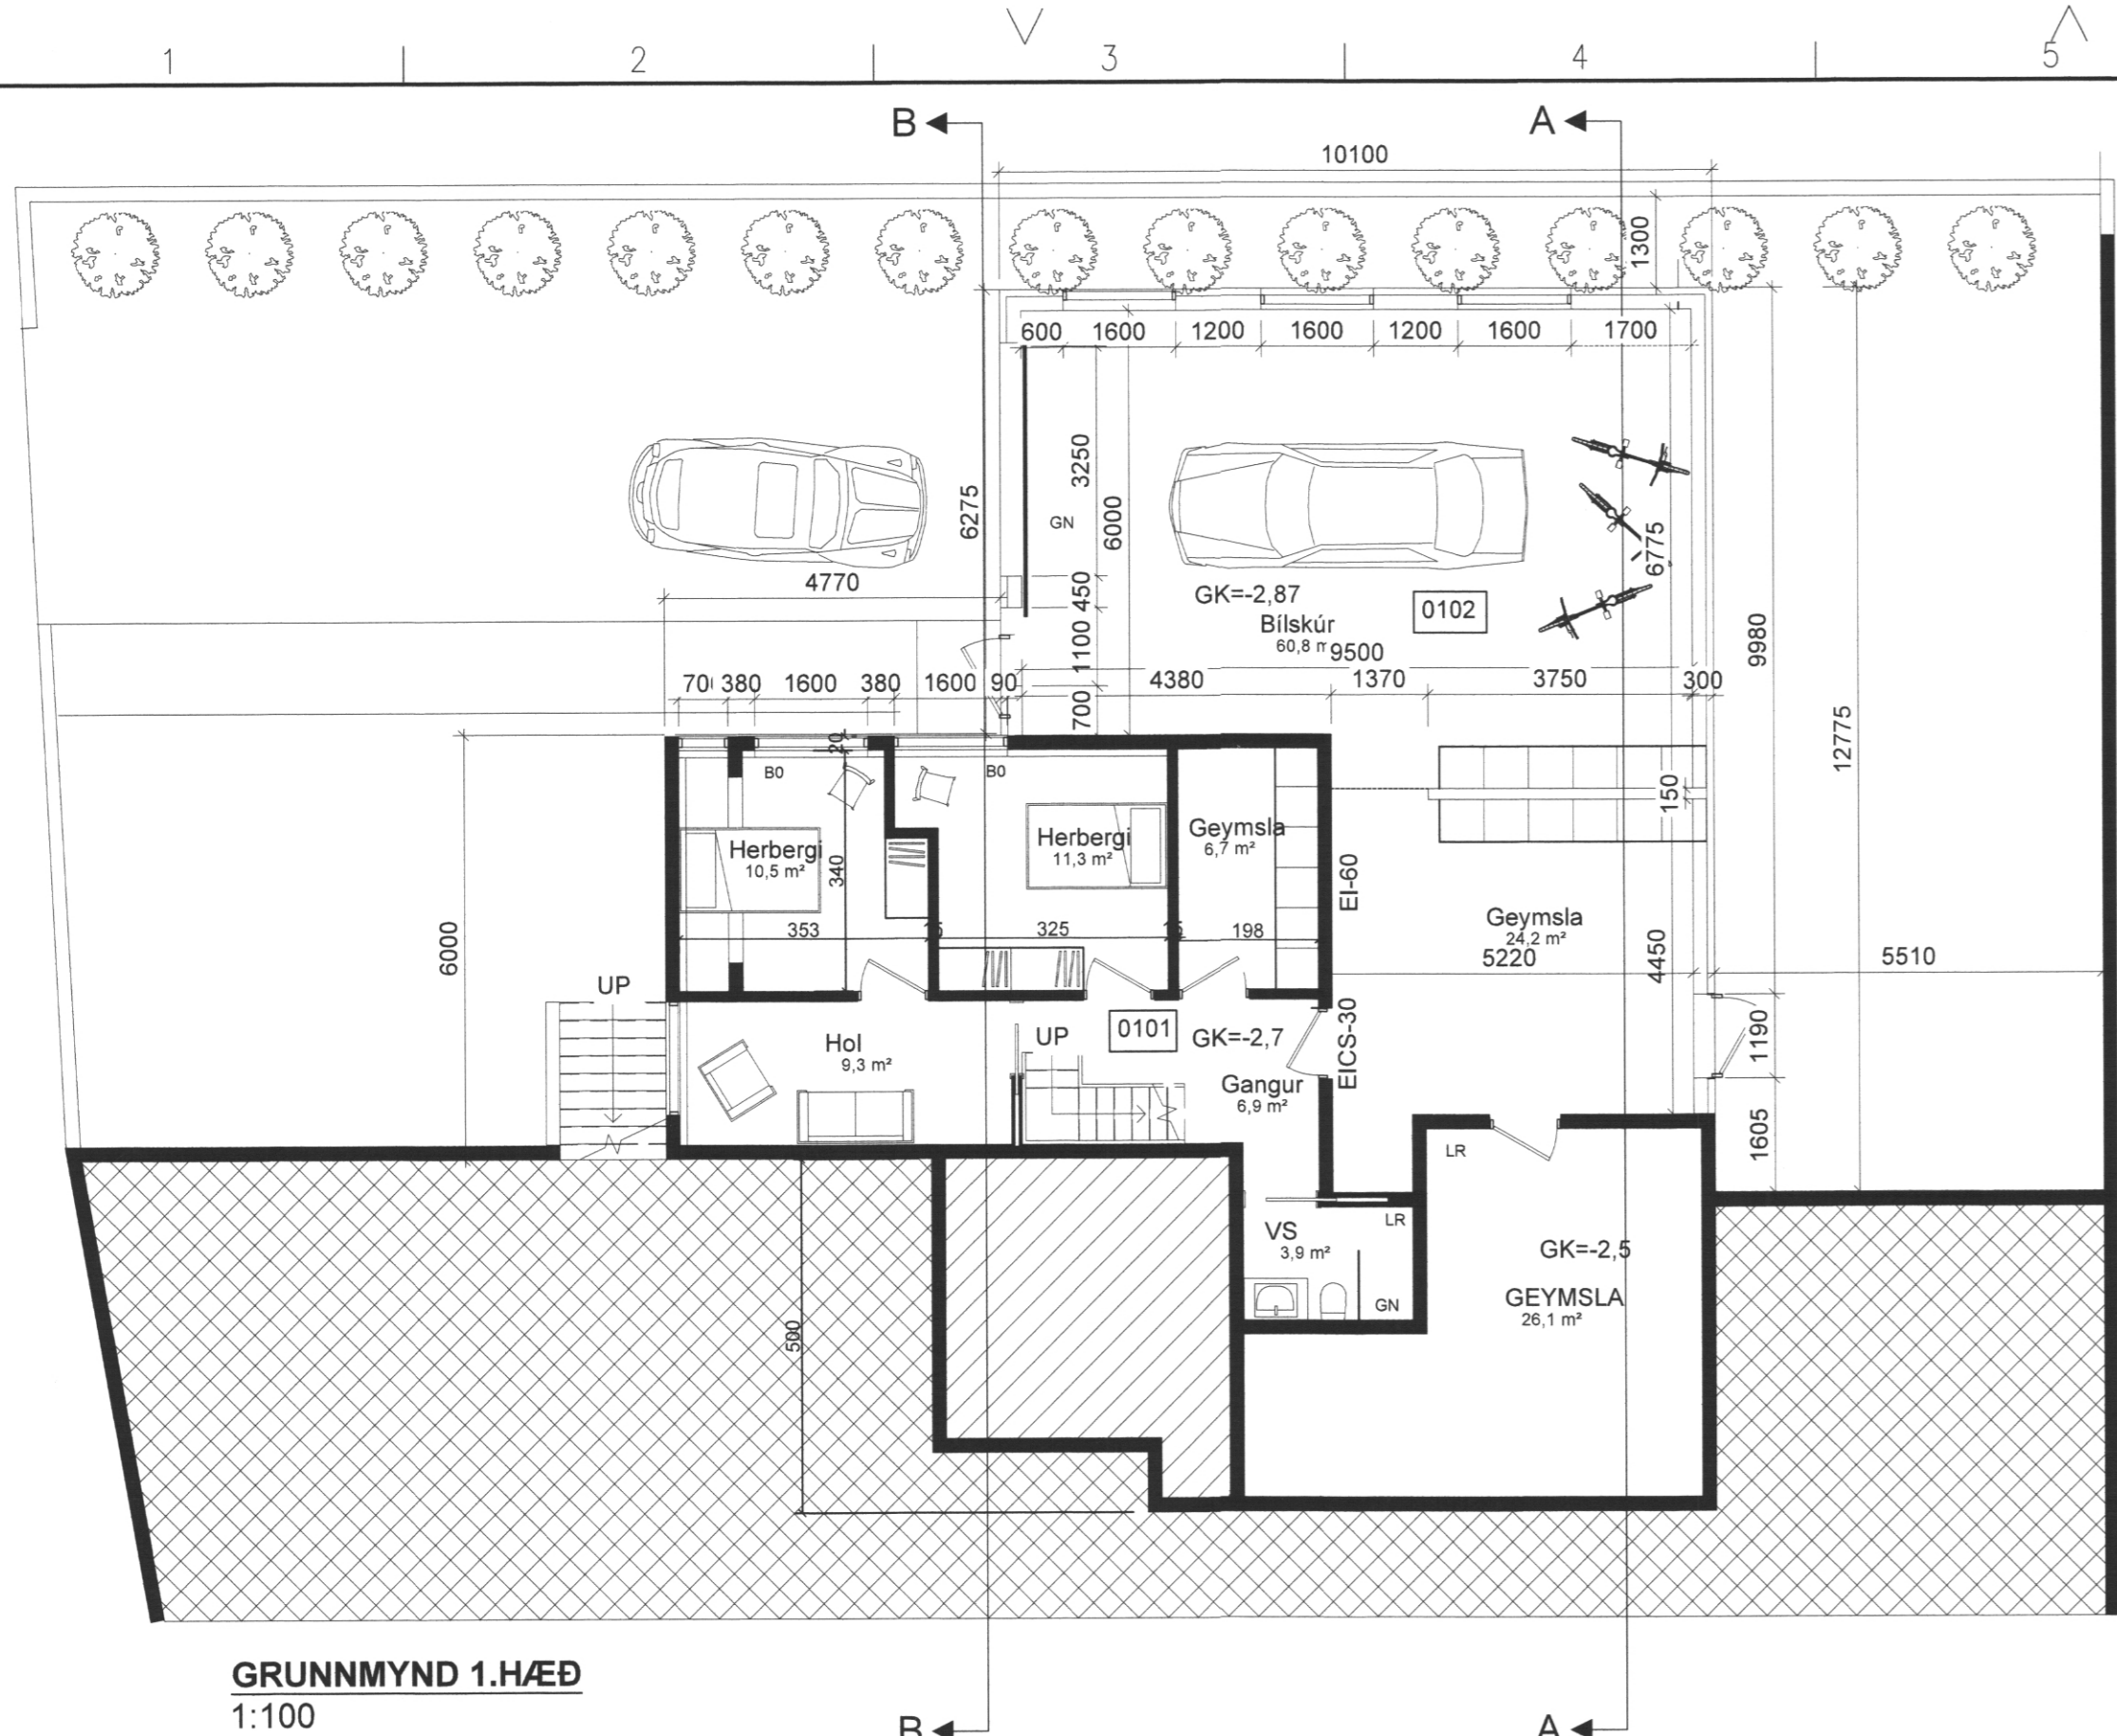 1 2 3 4 5
B A
10100
1300
600 1600 1200 1600 1200 1600 1700
3250
6275
GN
6000
6775
4770
450
GK=-2,87
0102
Bílskúr
60,8 m
9500
1100
9980
380 1600 380 1600 90
4380 1370 3750 300
700
12775
20
B0 B0
150
Herbergi
10,5 m²
340
Herbergi
11,3 m²
Geymsla
6,7 m²
EI-60
Geymsla
24,2 m²
353 325 198
6000
5220
4450
5510
UP
Hol
9,3 m²
UP
0101
GK=-2,7
EICS-30
1190
Gangur
6,9 m²
1605
LR
VS
3,9 m²
LR
GK=-2,5
GEYMSLA
26,1 m²
GN
500
GRUNNMYND 1.HÆÐ
1:100
B A